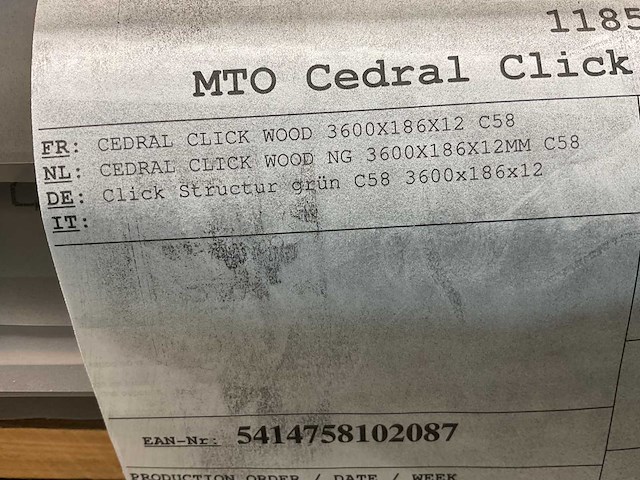 1185
MTO Cedral Click
FR: CEDRAL CLICK WOOD 3600X186X12 C58
NL: CEDRAL CLICK WOOD NG 3600X186X12MM C58
DE: Click Structur grün C58 3600x186x12
IT:
EAN-Nr: 5414758102087
PRODUCTION ORDER / DATE / WEEK